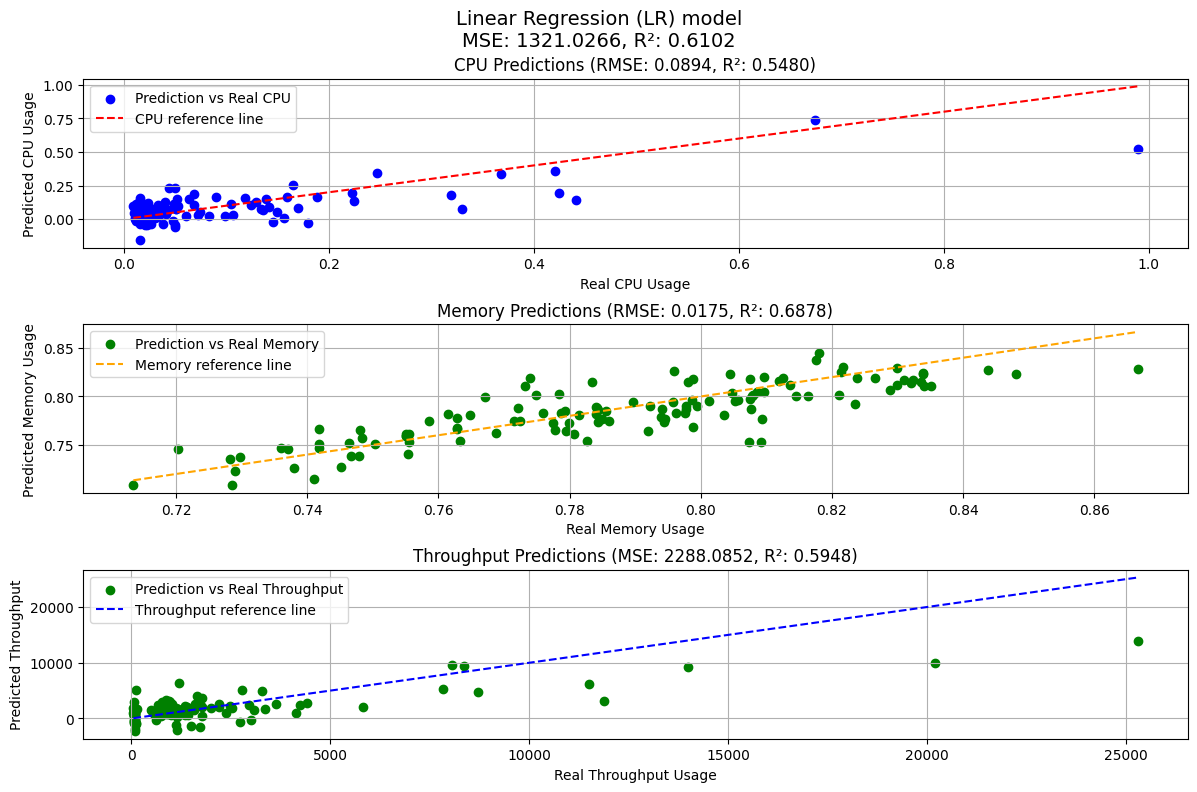 Linear Regression (LR) model
MSE: 1321.0266, R²: 0.6102
CPU Predictions (RMSE: 0.0894, R²: 0.5480)
Predicted CPU Usage
1.00
0.75
0.50
0.25
0.00
Prediction vs Real CPU
CPU reference line
0.0 0.2 0.4 0.6 0.8 1.0
Real CPU Usage
Memory Predictions (RMSE: 0.0175, R²: 0.6878)
Predicted Memory Usage
0.85
0.80
0.75
Prediction vs Real Memory
Memory reference line
0.72 0.74 0.76 0.78 0.80 0.82 0.84 0.86
Real Memory Usage
Throughput Predictions (MSE: 2288.0852, R²: 0.5948)
Predicted Throughput
20000
10000
0
Prediction vs Real Throughput
Throughput reference line
0 5000 10000 15000 20000 25000
Real Throughput Usage